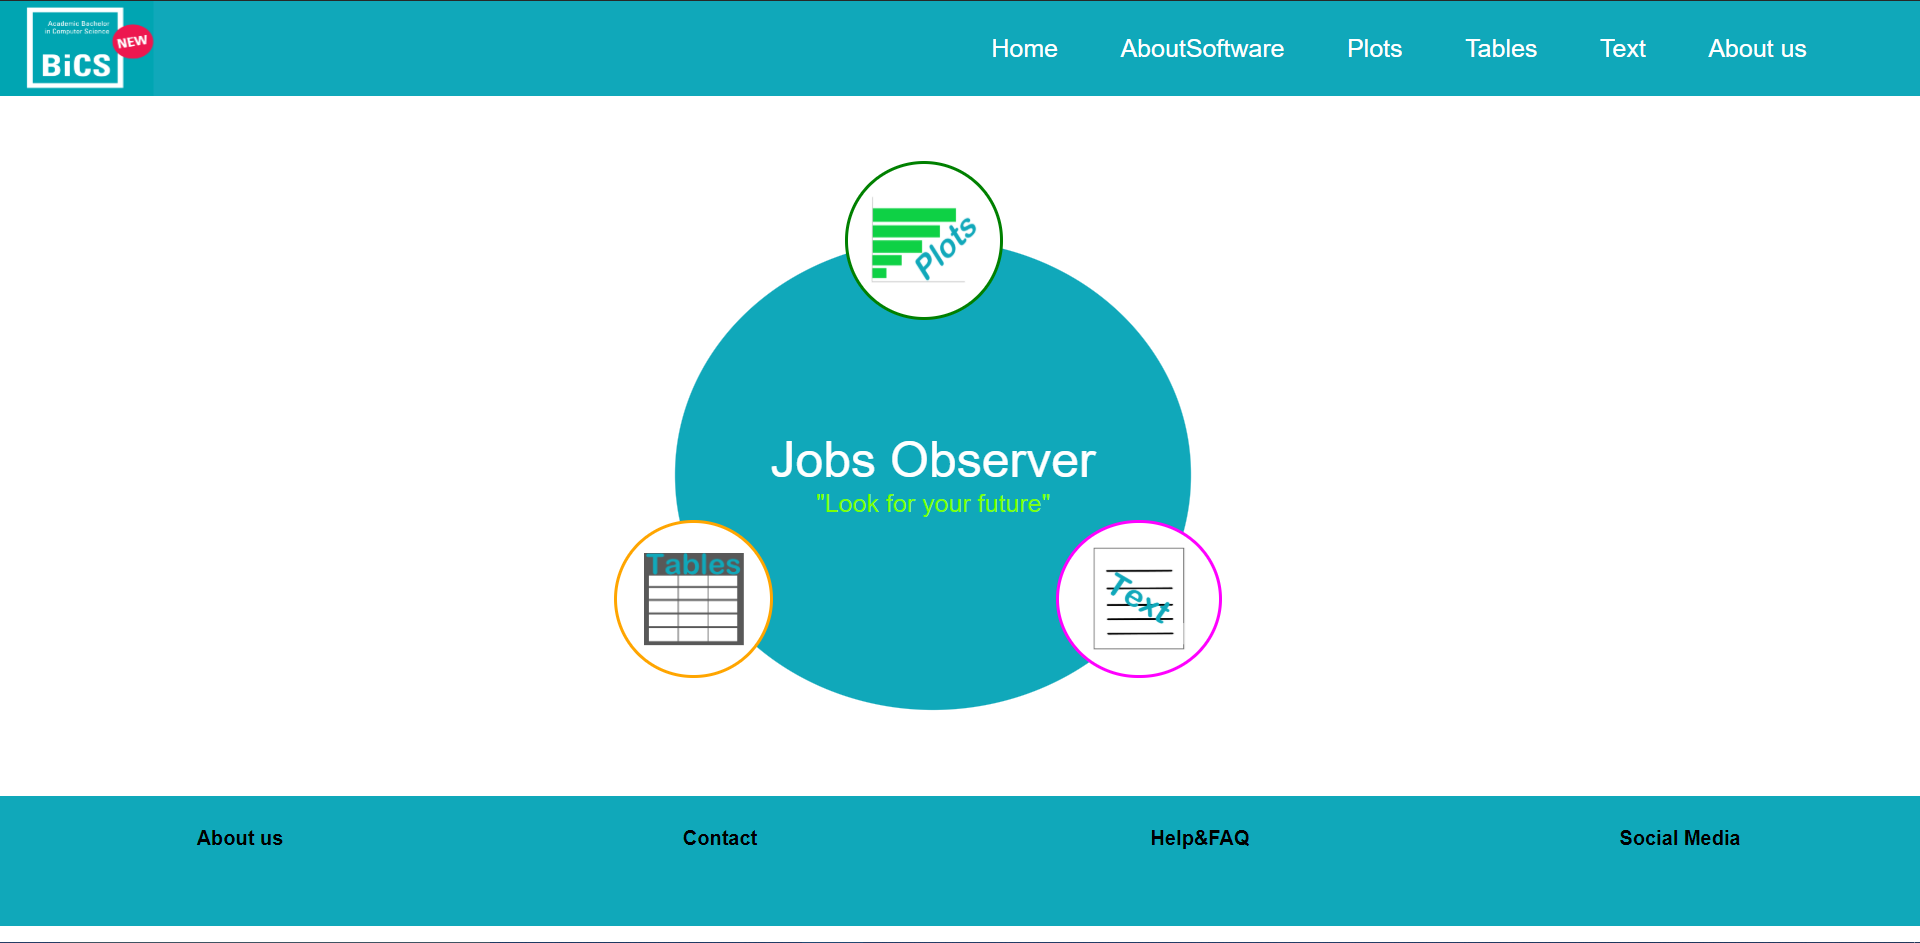 Academic Bachelor
in Computer Science
NEW
BiCS
Home AboutSoftware Plots Tables Text About us
Plots
Jobs Observer
"Look for your future"
Tables
Text
About us Contact Help&FAQ Social Media